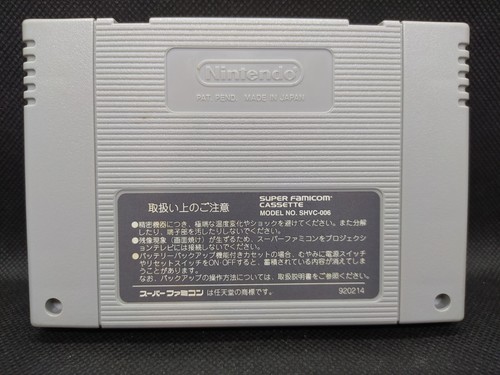 Nintendo
PAT. PEND. MADE IN JAPAN
取扱い上のご注意
SUPER FAMICOM
CASSETTE
MODEL NO. SHVC-006
●精密機器につき、極端な温度変化やショックを避けてください。また分解
したり、端子部を汚したりしないでください。
●残像現象（画面焼け）が生ずるため、スーパーファミコンをプロジェクシ
ョンテレビには接続しないでください。
●バッテリーバックアップ機能付きカセットの場合、むやみに電源スイッチ
やリセットスイッチをON・OFFすると、蓄積されている内容が消えてしま
うことがあります。
なお、バックアップの操作方法については、取扱説明書をご参照ください。
スーパーファミコン は任天堂の商標です。
920214